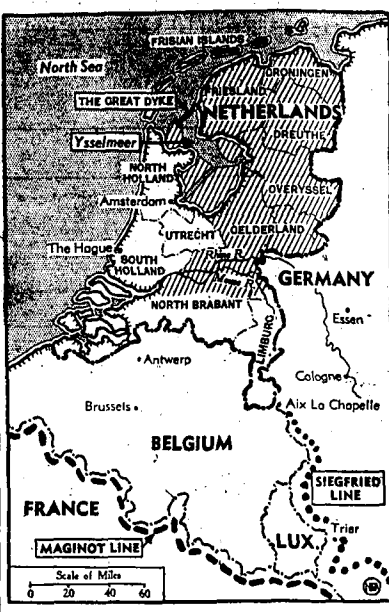 FRISIAN ISLANDS
North Sea
GRONINGEN
FRIESLAND
THE GREAT DYKE
NETHERLANDS
DREUTHE
Ysselmeer
NORTH
HOLLAND
OVERYSSEL
Amsterdam
UTRECHT
GELDERLAND
The Hague
Rhine R.
SOUTH
HOLLAND
GERMANY
NORTH BRABANT
Essen
LIMBURG
Antwerp
Cologne
Brussels
Aix La Chapelle
BELGIUM
SIEGFRIED
LINE
FRANCE
Trier
LUX.
MAGINOT LINE
Scale of Miles
0 20 40 60